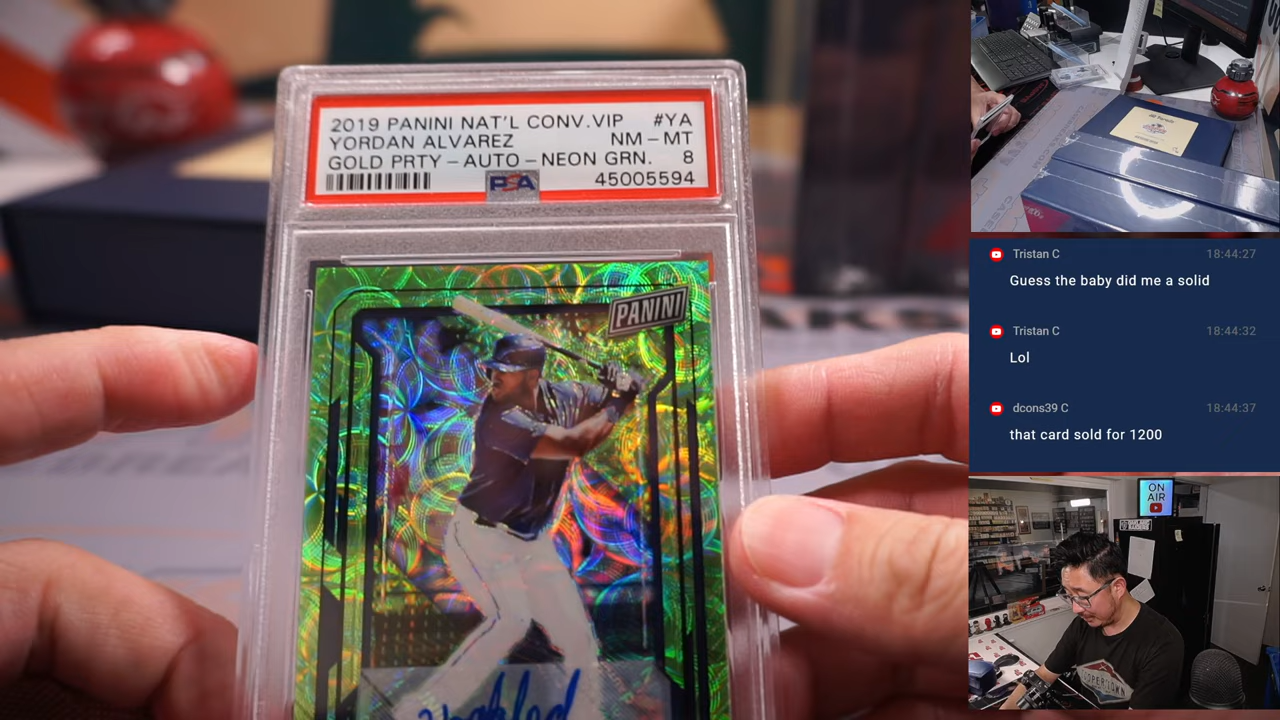 2019 PANINI NAT'L CONV.VIP #YA
YORDAN ALVAREZ NM-MT
GOLD PRTY-AUTO-NEON GRN. 8
PSA 45005594
PANINI
Tristan C 18:44:27
Guess the baby did me a solid
Tristan C 18:44:32
Lol
dcons39 C 18:44:37
that card sold for 1200
ON
AIR